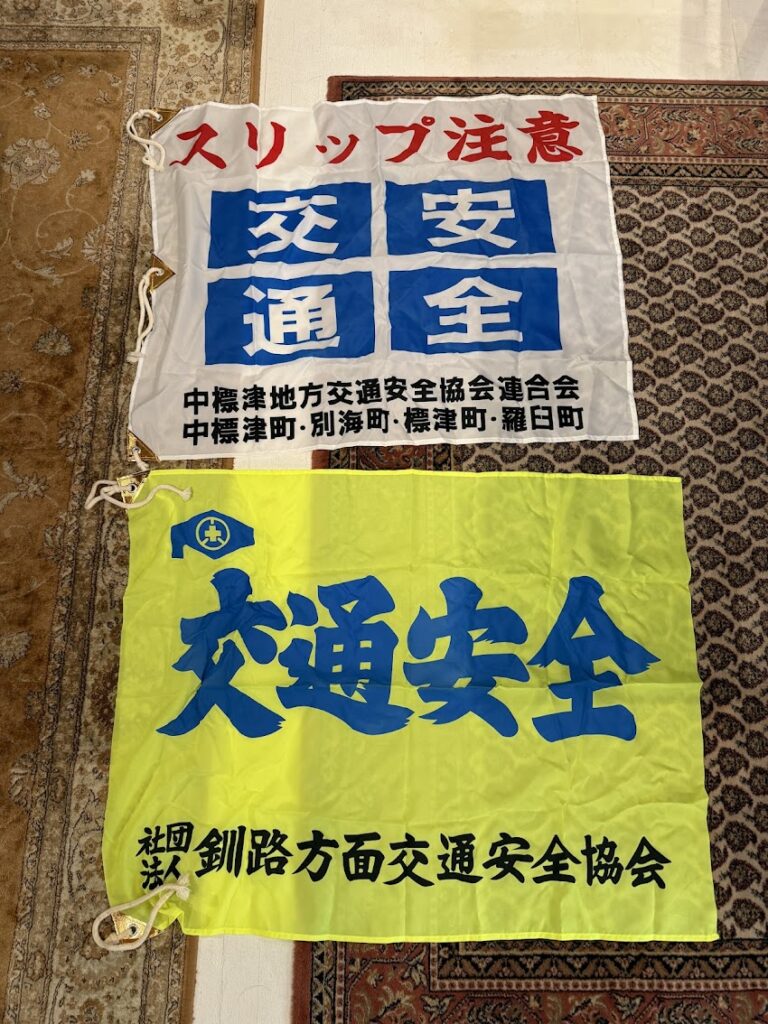 スリップ注意
交安
通全
中標津地方交通安全協会連合会
中標津町・別海町・標津町・羅臼町
交通安全
社団法人 釧路方面交通安全協会